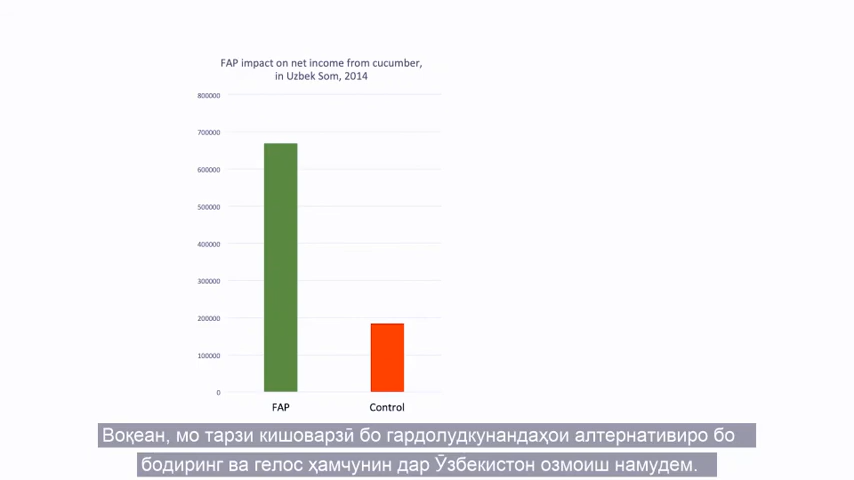 FAP impact on net income from cucumber,
in Uzbek Som, 2014
800000
700000
600000
500000
400000
300000
200000
100000
0
FAP
Control
Воқеан, мо тарзи кишоварзӣ бо гардолудкунандаҳои алтернативиро бо
бодиринг ва гелос ҳамчунин дар Ӯзбекистон озмоиш намудем.